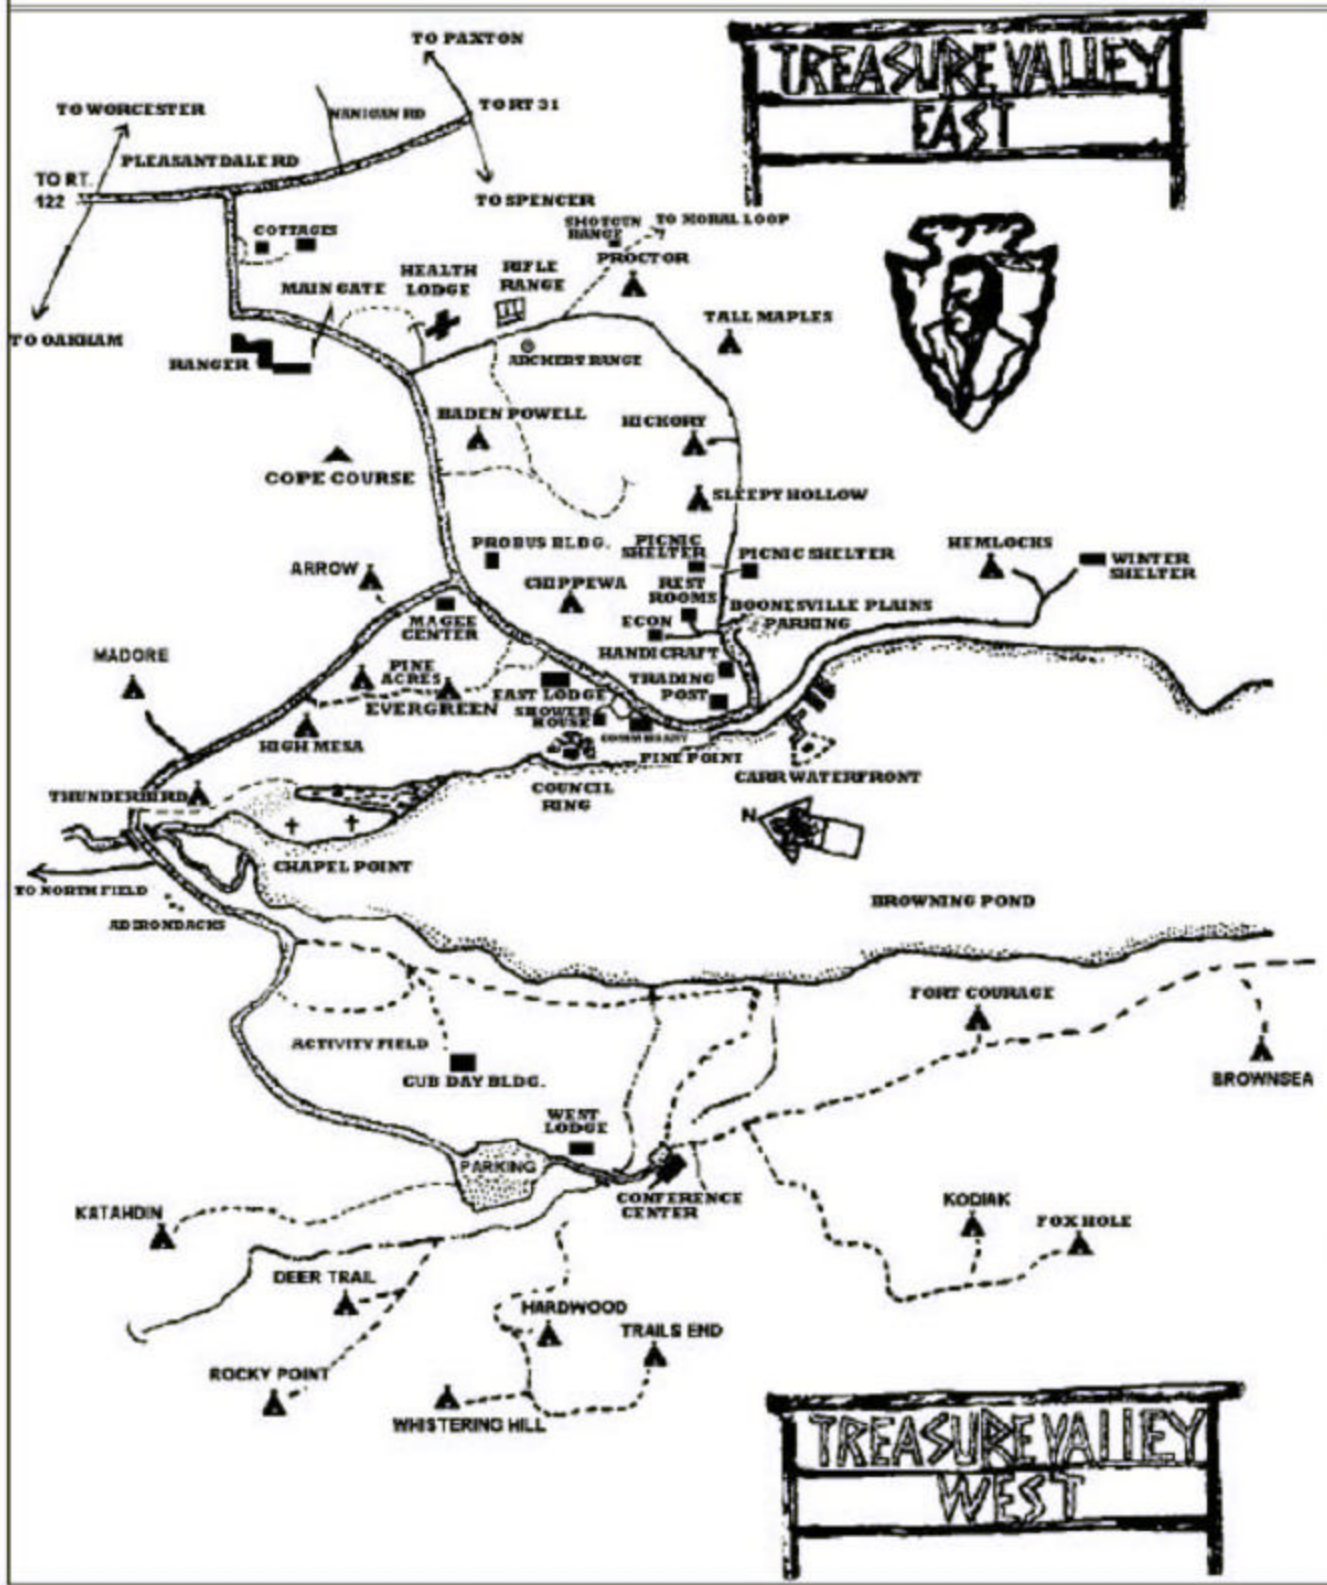 TREASURE VALLEY
EAST
TO PAXTON
TO WORCESTER
NANIGAN RD
TO RT 31
PLEASANTDALE RD
TO RT.
122
TO SPENCER
SHOTGUN
RANGE
TO MORAL LOOP
COTTAGES
PROCTOR
HEALTH
LODGE
RIFLE
RANGE
MAIN GATE
TALL MAPLES
TO OAKHAM
RANGER
ARCHERY RANGE
BADEN POWELL
HICKORY
COPE COURSE
SLEEPY HOLLOW
PROBUS BLDG.
PICNIC
SHELTER
PICNIC SHELTER
HEMLOCKS
WINTER
SHELTER
ARROW
CHIPPEWA
REST
ROOMS
BOONESVILLE PLAINS
PARKING
MAGEE
CENTER
ECON
HANDICRAFT
MADORE
PINE
ACRES
EAST LODGE
TRADING
POST
EVERGREEN
SHOWER
HOUSE
COMMISSARY
HIGH MESA
PINE POINT
CARR WATERFRONT
COUNCIL
RING
THUNDERBIRD
N
CHAPEL POINT
TO NORTH FIELD
ADIRONDACKS
BROWNING POND
FORT COURAGE
ACTIVITY FIELD
CUB DAY BLDG.
BROWNSEA
WEST
LODGE
PARKING
CONFERENCE
CENTER
KATAHDIN
KODIAK
FOX HOLE
DEER TRAIL
HARDWOOD
TRAILS END
ROCKY POINT
WHISTERING HILL
TREASURE VALLEY
WEST